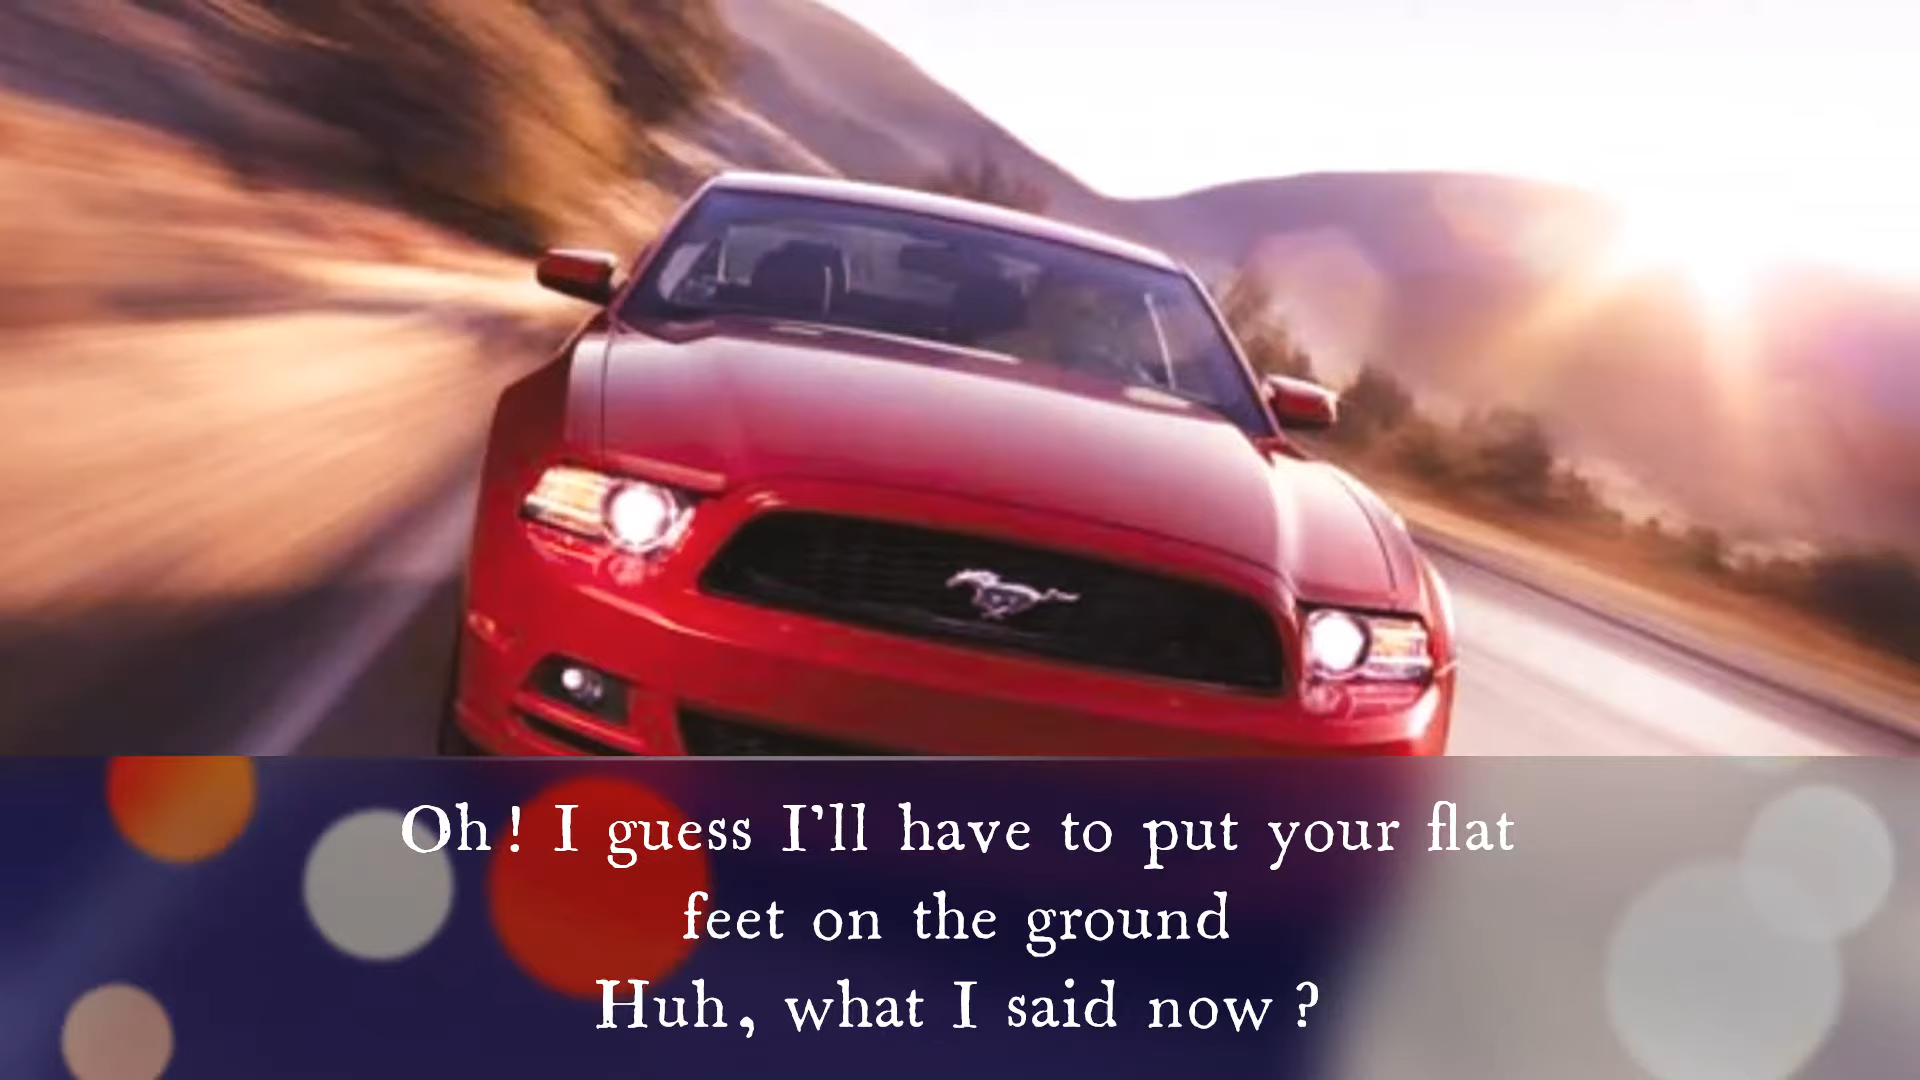 Oh! I guess I'll have to put your flat
feet on the ground
Huh, what I said now ?